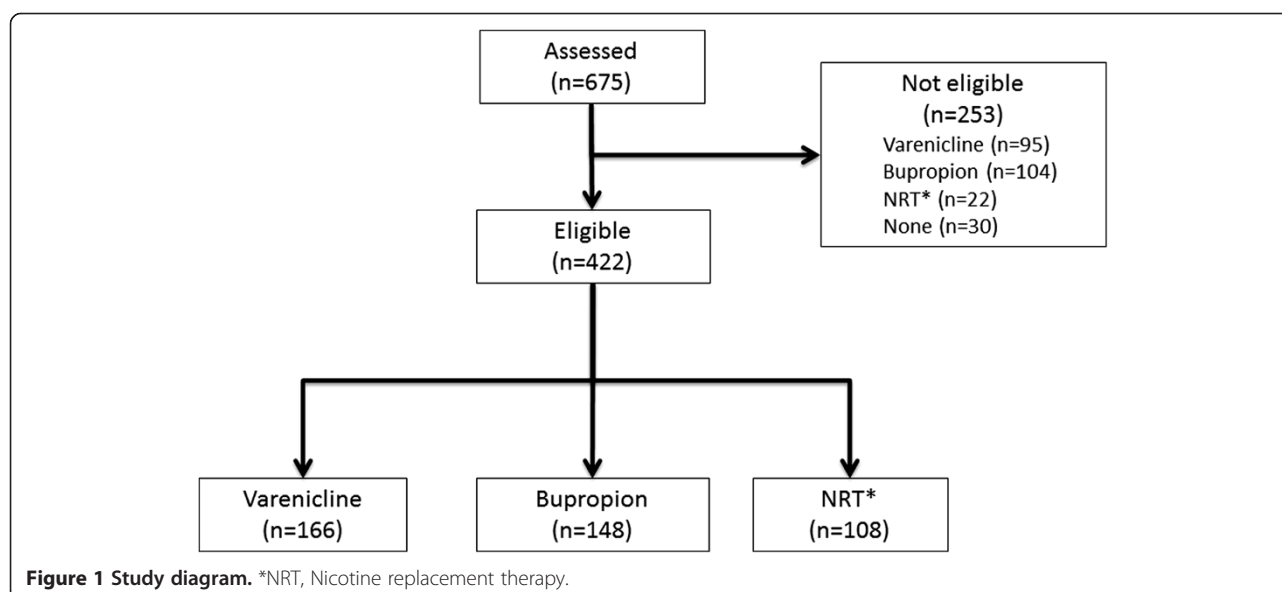 Assessed
(n=675)
Not eligible
(n=253)
Varenicline (n=95)
Bupropion (n=104)
NRT* (n=22)
None (n=30)
Eligible
(n=422)
Varenicline
(n=166)
Bupropion
(n=148)
NRT*
(n=108)
Figure 1 Study diagram. *NRT, Nicotine replacement therapy.